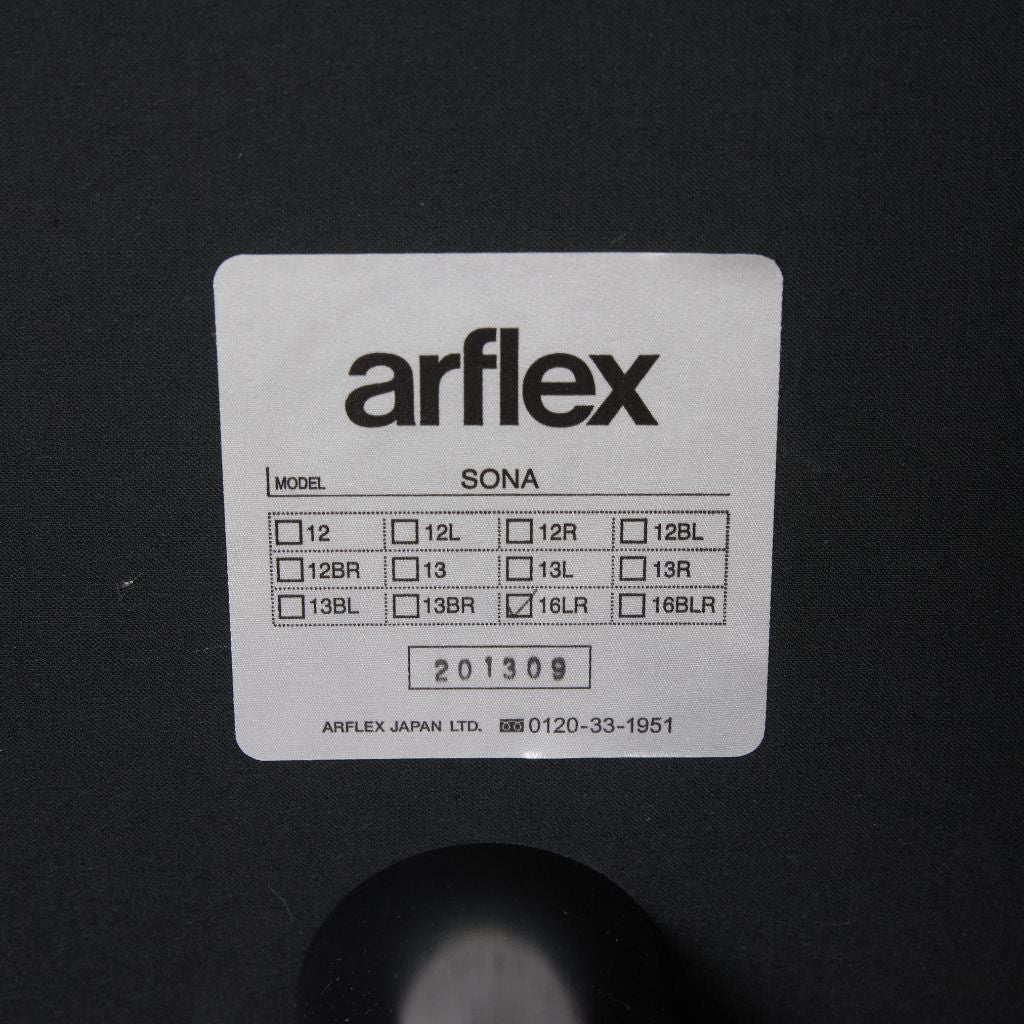 arflex
MODEL SONA
☐12 ☐12L ☐12R ☐12BL
☐12BR ☐13 ☐13L ☐13R
☐13BL ☐13BR ☑16LR ☐16BLR
201309
ARFLEX JAPAN LTD. 0120-33-1951